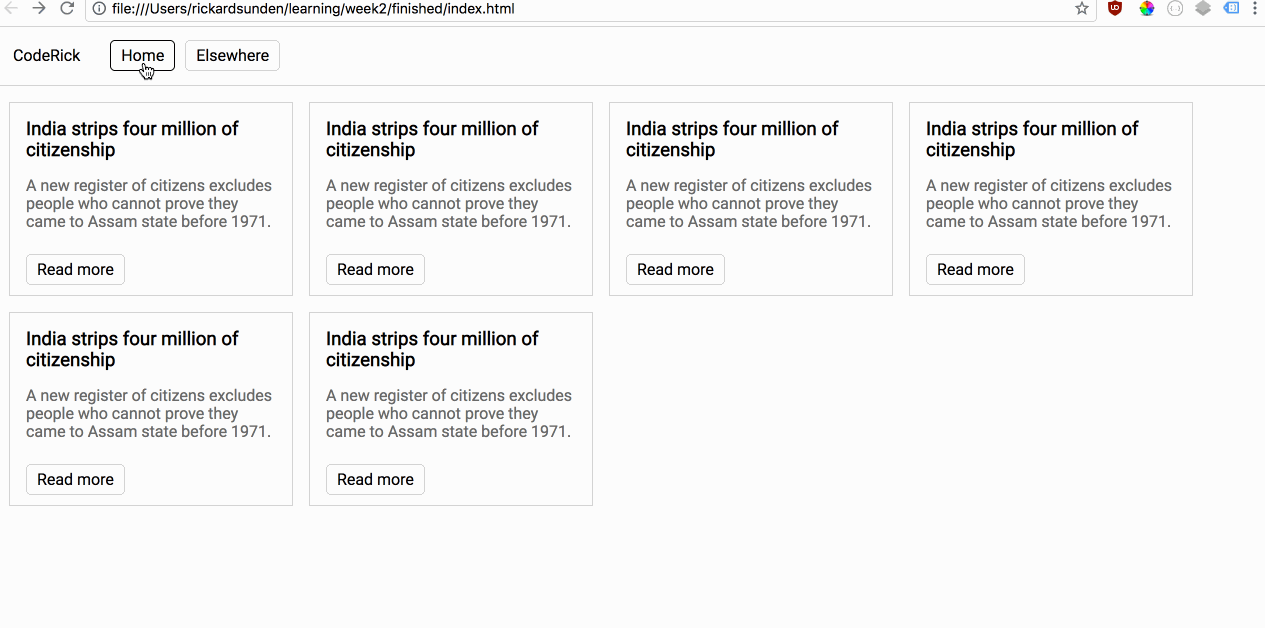 file:///Users/rickardsunden/learning/week2/finished/index.html
CodeRick Home Elsewhere
India strips four million of
citizenship
A new register of citizens excludes
people who cannot prove they
came to Assam state before 1971.
Read more
India strips four million of
citizenship
A new register of citizens excludes
people who cannot prove they
came to Assam state before 1971.
Read more
India strips four million of
citizenship
A new register of citizens excludes
people who cannot prove they
came to Assam state before 1971.
Read more
India strips four million of
citizenship
A new register of citizens excludes
people who cannot prove they
came to Assam state before 1971.
Read more
India strips four million of
citizenship
A new register of citizens excludes
people who cannot prove they
came to Assam state before 1971.
Read more
India strips four million of
citizenship
A new register of citizens excludes
people who cannot prove they
came to Assam state before 1971.
Read more